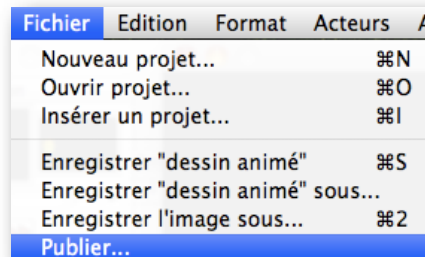 Fichier Edition Format Acteurs
Nouveau projet... ⌘N
Ouvrir projet... ⌘O
Insérer un projet... ⌘I
Enregistrer "dessin animé" ⌘S
Enregistrer "dessin animé" sous...
Enregistrer l'image sous... ⌘2
Publier...